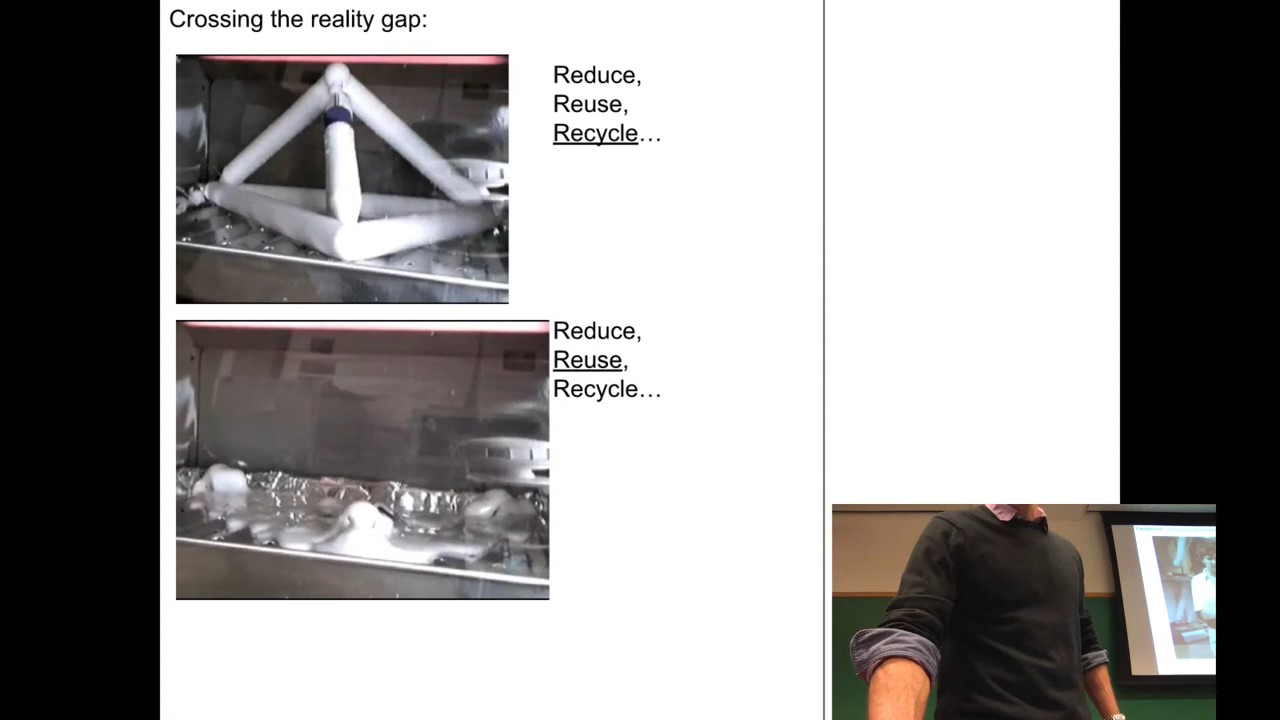 Crossing the reality gap:
Reduce,
Reuse,
Recycle…
Reduce,
Reuse,
Recycle…